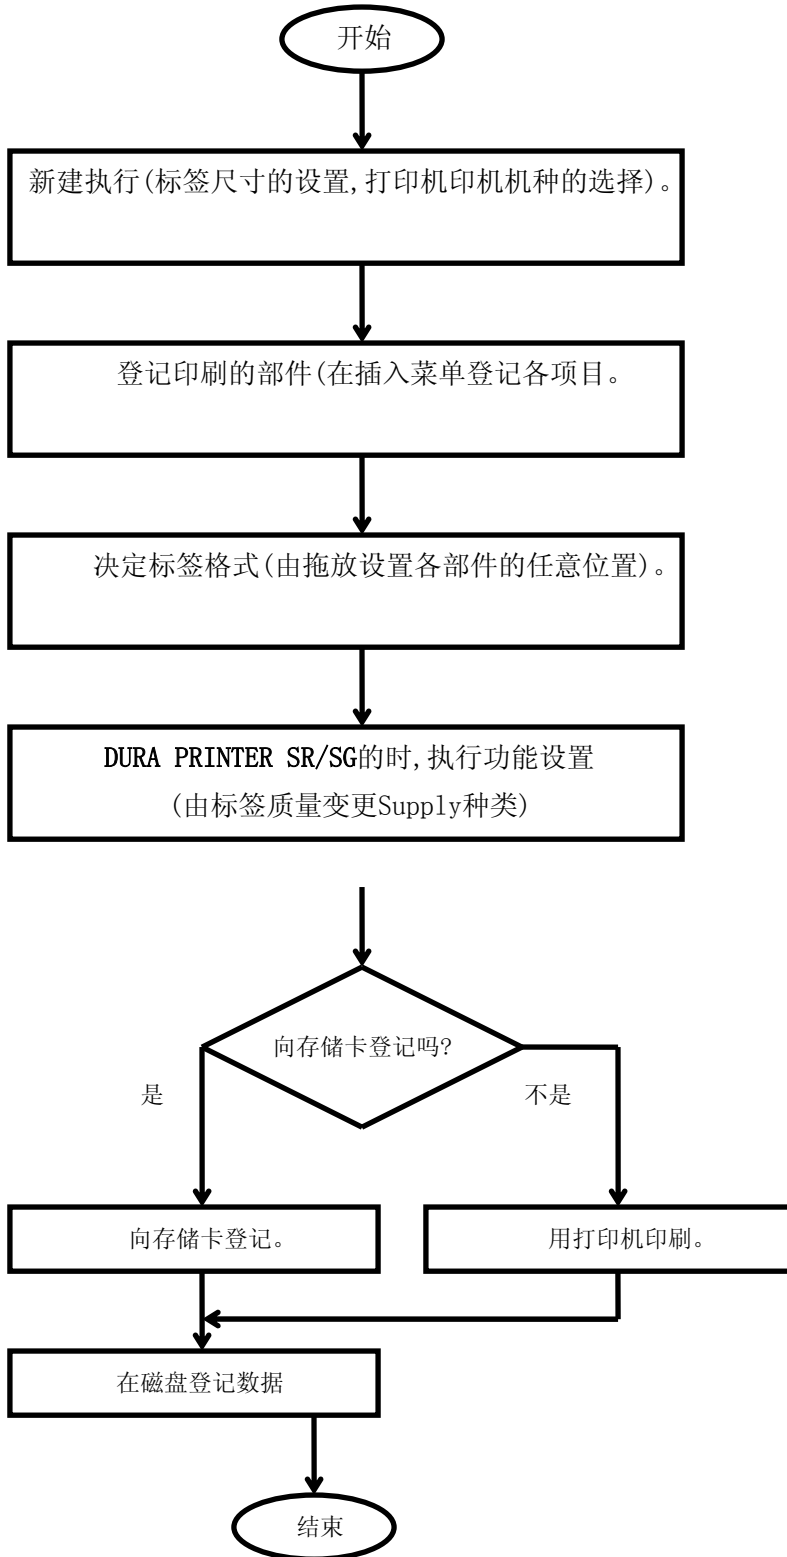 开始
新建执行(标签尺寸的设置,打印机印机机种的选择)。
登记印刷的部件(在插入菜单登记各项目。
决定标签格式(由拖放设置各部件的任意位置)。
DURA PRINTER SR/SG的时,执行功能设置
(由标签质量变更Supply种类)
向存储卡登记吗?
是
不是
向存储卡登记。
用打印机印刷。
在磁盘登记数据
结束